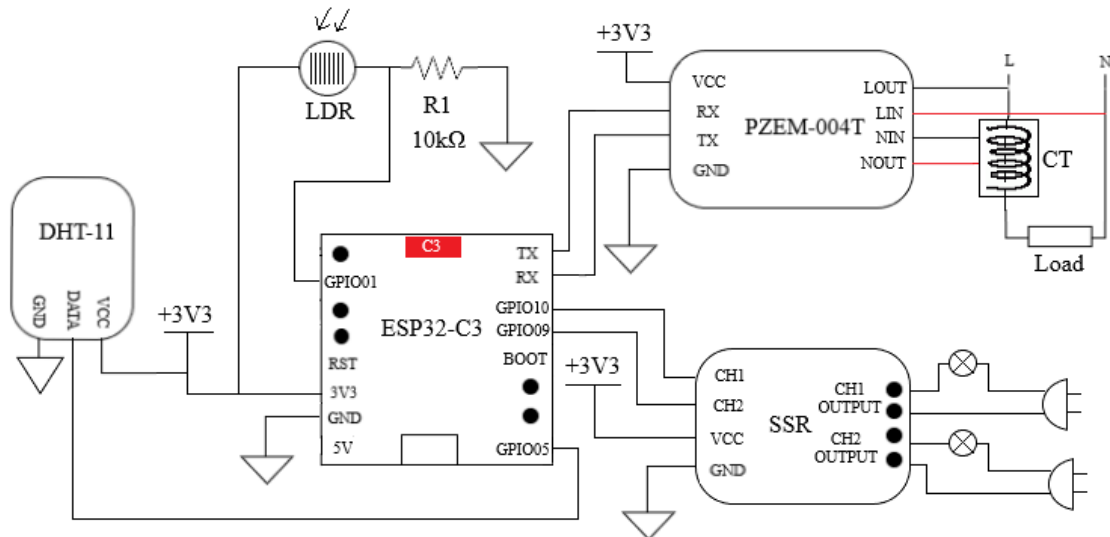 LDR
R1
10kΩ
+3V3
VCC
RX
TX
GND
PZEM-004T
LOUT
LIN
NIN
NOUT
L
N
CT
Load
DHT-11
GND
DATA
VCC
+3V3
C3
ESP32-C3
GPIO01
RST
3V3
GND
5V
TX
RX
GPIO10
GPIO09
BOOT
GPIO05
+3V3
CH1
CH2
VCC
GND
SSR
CH1
OUTPUT
CH2
OUTPUT